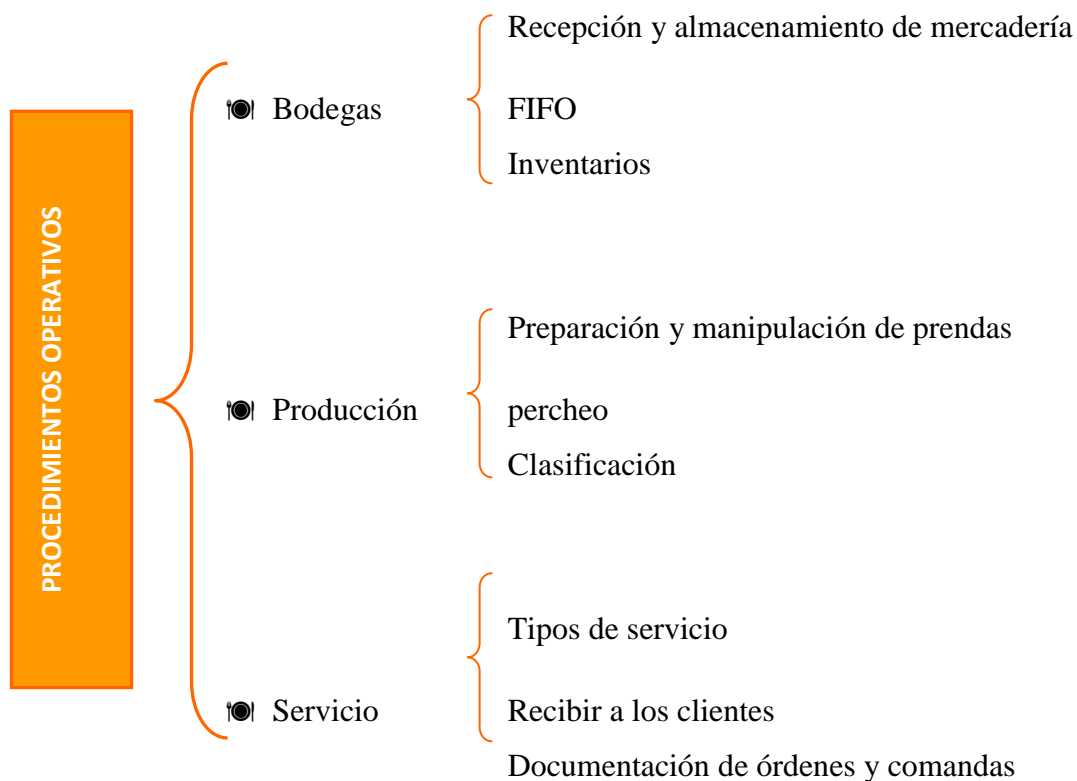 PROCEDIMIENTOS OPERATIVOS
Bodegas
Recepción y almacenamiento de mercadería
FIFO
Inventarios
Producción
Preparación y manipulación de prendas
percheo
Clasificación
Servicio
Tipos de servicio
Recibir a los clientes
Documentación de órdenes y comandas